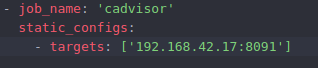 - job_name: 'cadvisor'
static_configs:
- targets: ['192.168.42.17:8091']